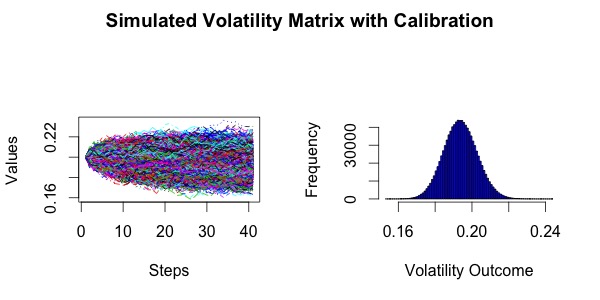 Simulated Volatility Matrix with Calibration
Values
0.22
0.16
0 10 20 30 40
Steps
Frequency
30000
0
0.16 0.20 0.24
Volatility Outcome